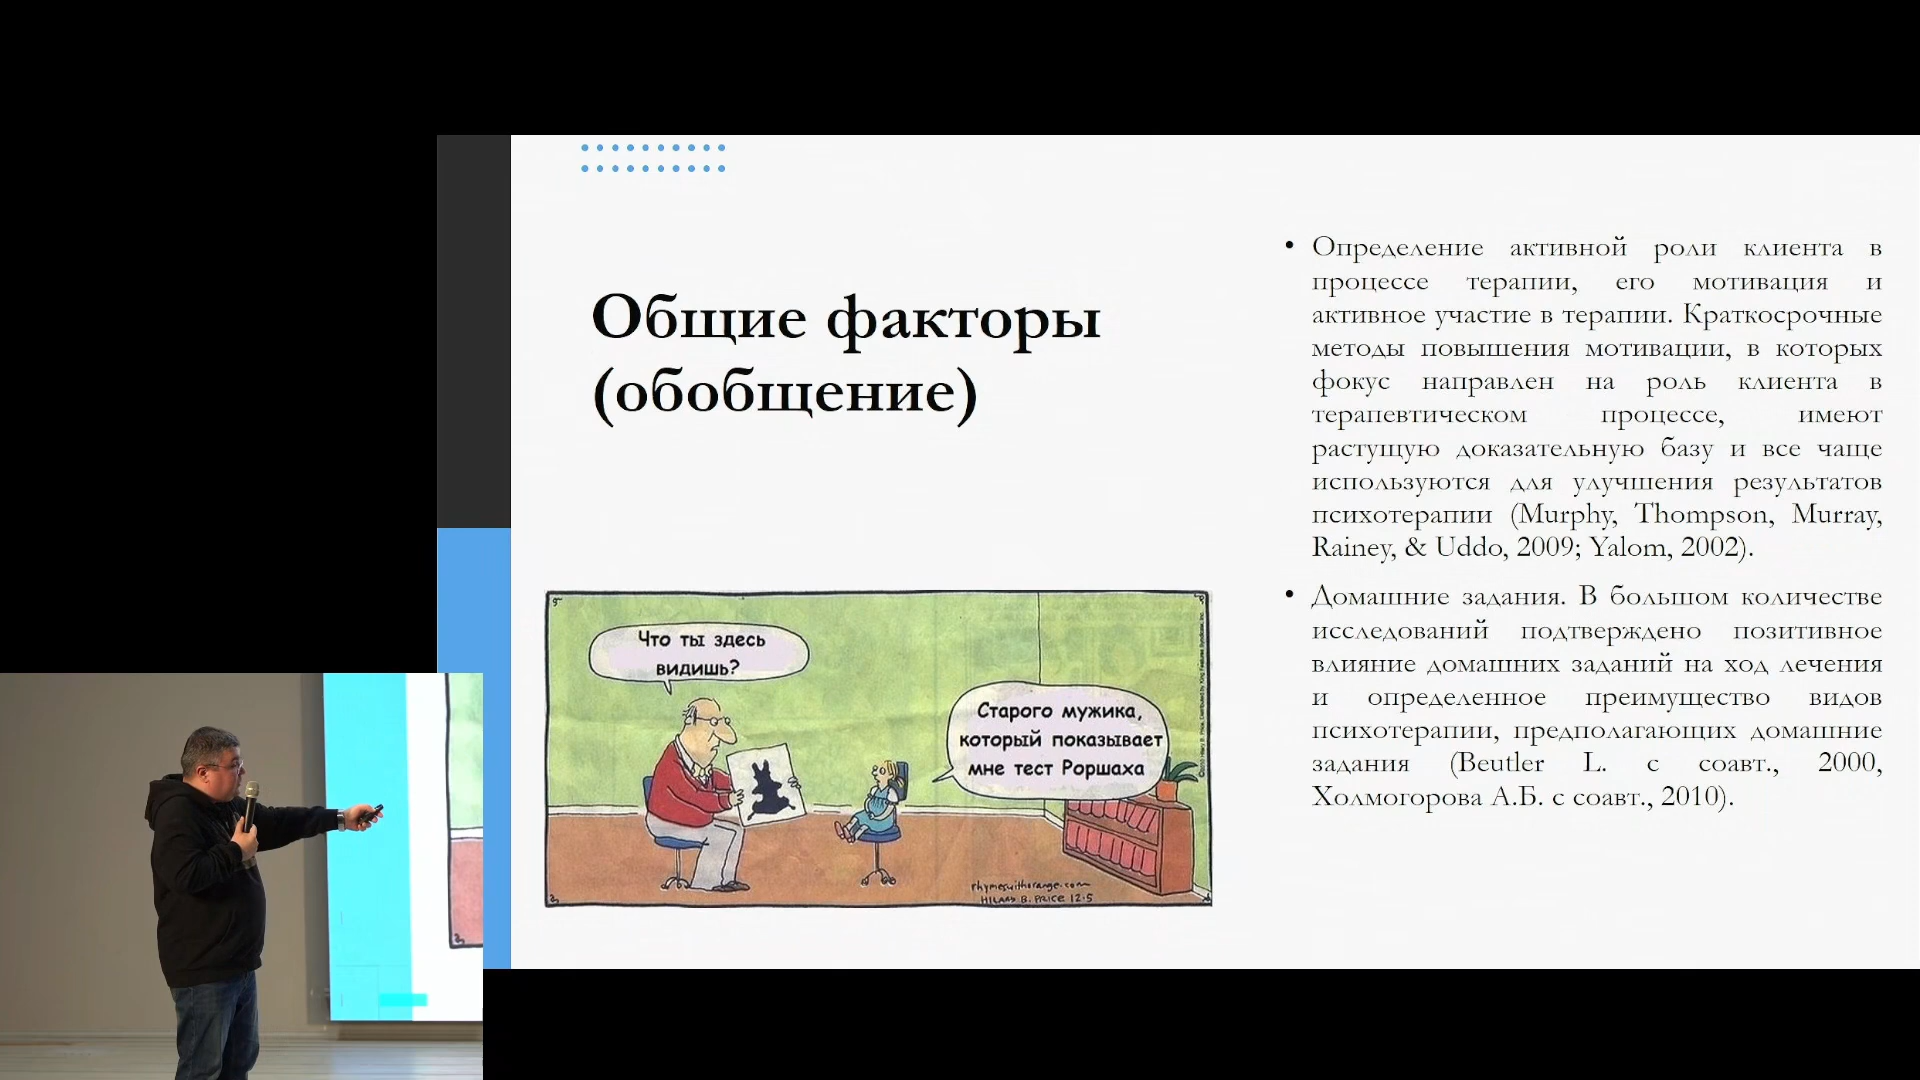 Общие факторы
(обобщение)
Что ты здесь
видишь?
Старого мужика,
который показывает
мне тест Роршаха
rhymeswithorange.com
HILARY B. PRICE 12-5
• Определение активной роли клиента в
процессе терапии, его мотивация и
активное участие в терапии. Краткосрочные
методы повышения мотивации, в которых
фокус направлен на роль клиента в
терапевтическом процессе, имеют
растущую доказательную базу и все чаще
используются для улучшения результатов
психотерапии (Murphy, Thompson, Murray,
Rainey, & Uddo, 2009; Yalom, 2002).
• Домашние задания. В большом количестве
исследований подтверждено позитивное
влияние домашних заданий на ход лечения
и определенное преимущество видов
психотерапии, предполагающих домашние
задания (Beutler L. с соавт., 2000,
Холмогорова А.Б. с соавт., 2010).